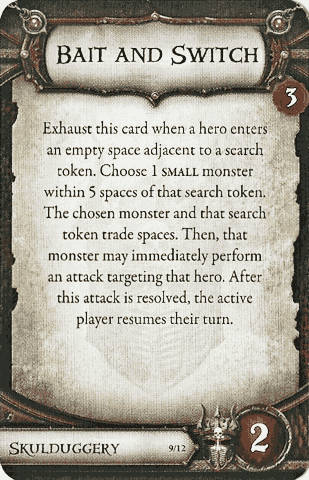 BAIT AND SWITCH
3
Exhaust this card when a hero enters
an empty space adjacent to a search
token. Choose 1 SMALL monster
within 5 spaces of that search token.
The chosen monster and that search
token trade spaces. Then, that
monster may immediately perform
an attack targeting that hero. After
this attack is resolved, the active
player resumes their turn.
SKULDUGGERY 9/12 2